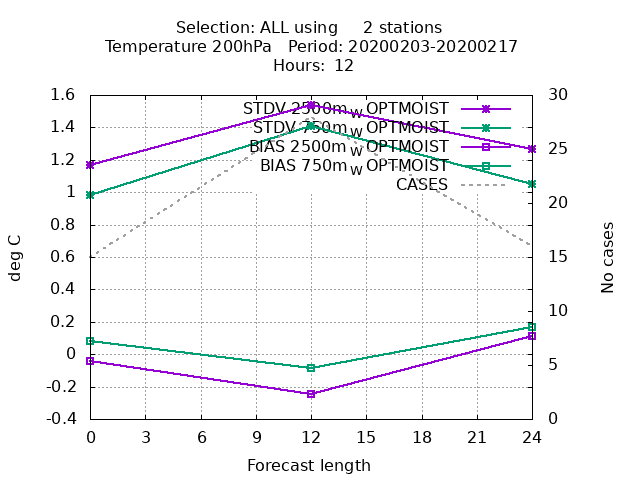 Selection: ALL using 2 stations
Temperature 200hPa Period: 20200203-20200217
Hours: 12
STDV 2500m_w OPTMOIST
STDV 750m_w OPTMOIST
BIAS 2500m_w OPTMOIST
BIAS 750m_w OPTMOIST
CASES
1.6
1.4
1.2
1
0.8
0.6
0.4
0.2
0
-0.2
-0.4
deg C
30
25
20
15
10
5
0
No cases
0 3 6 9 12 15 18 21 24
Forecast length